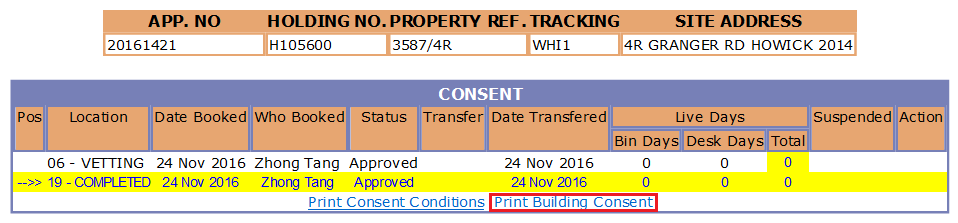 APP. NO HOLDING NO. PROPERTY REF. TRACKING SITE ADDRESS
20161421 H105600 3587/4R WHI1 4R GRANGER RD HOWICK 2014
CONSENT
Pos Location Date Booked Who Booked Status Transfer Date Transfered Live Days Suspended Action
Bin Days Desk Days Total
06 - VETTING 24 Nov 2016 Zhong Tang Approved 24 Nov 2016 0 0 0
-->> 19 - COMPLETED 24 Nov 2016 Zhong Tang Approved 24 Nov 2016 0 0 0
Print Consent Conditions Print Building Consent